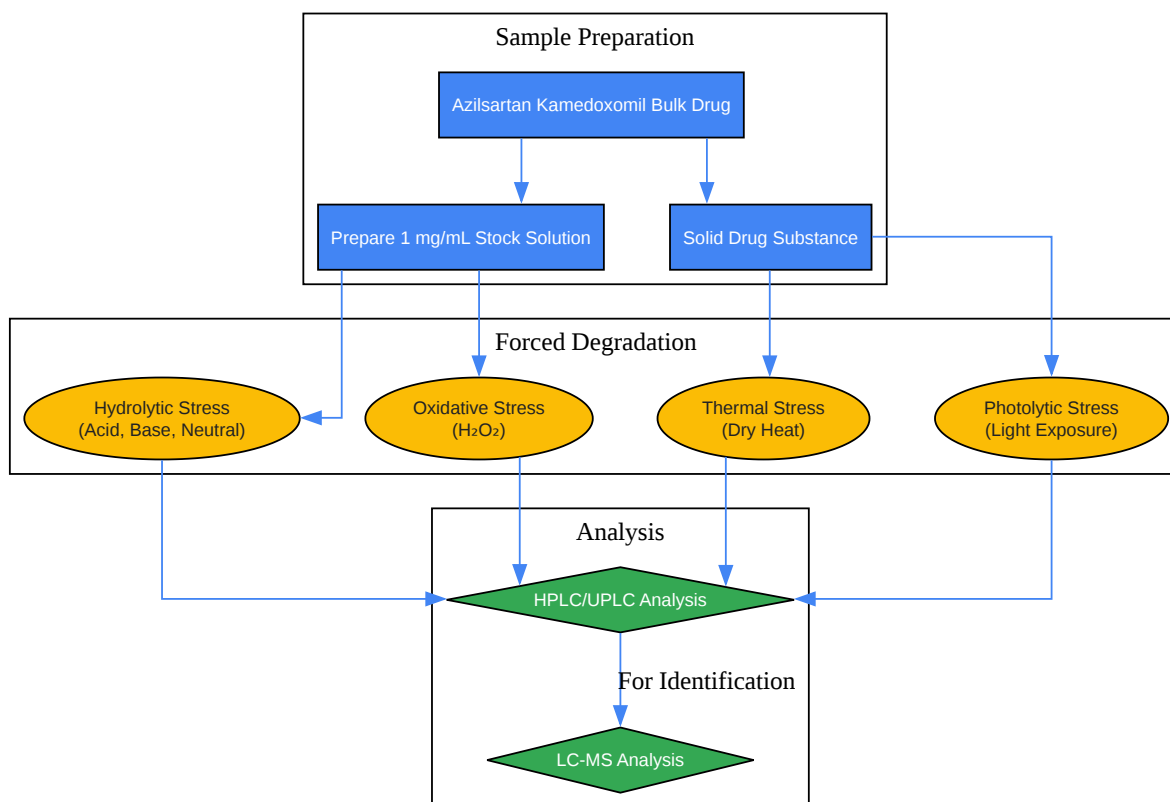 Sample Preparation
Azilsartan Kamedoxomil Bulk Drug
Prepare 1 mg/mL Stock Solution
Solid Drug Substance
Forced Degradation
Hydrolytic Stress
(Acid, Base, Neutral)
Oxidative Stress
(H₂O₂)
Thermal Stress
(Dry Heat)
Photolytic Stress
(Light Exposure)
Analysis
HPLC/UPLC Analysis
For Identification
LC-MS Analysis